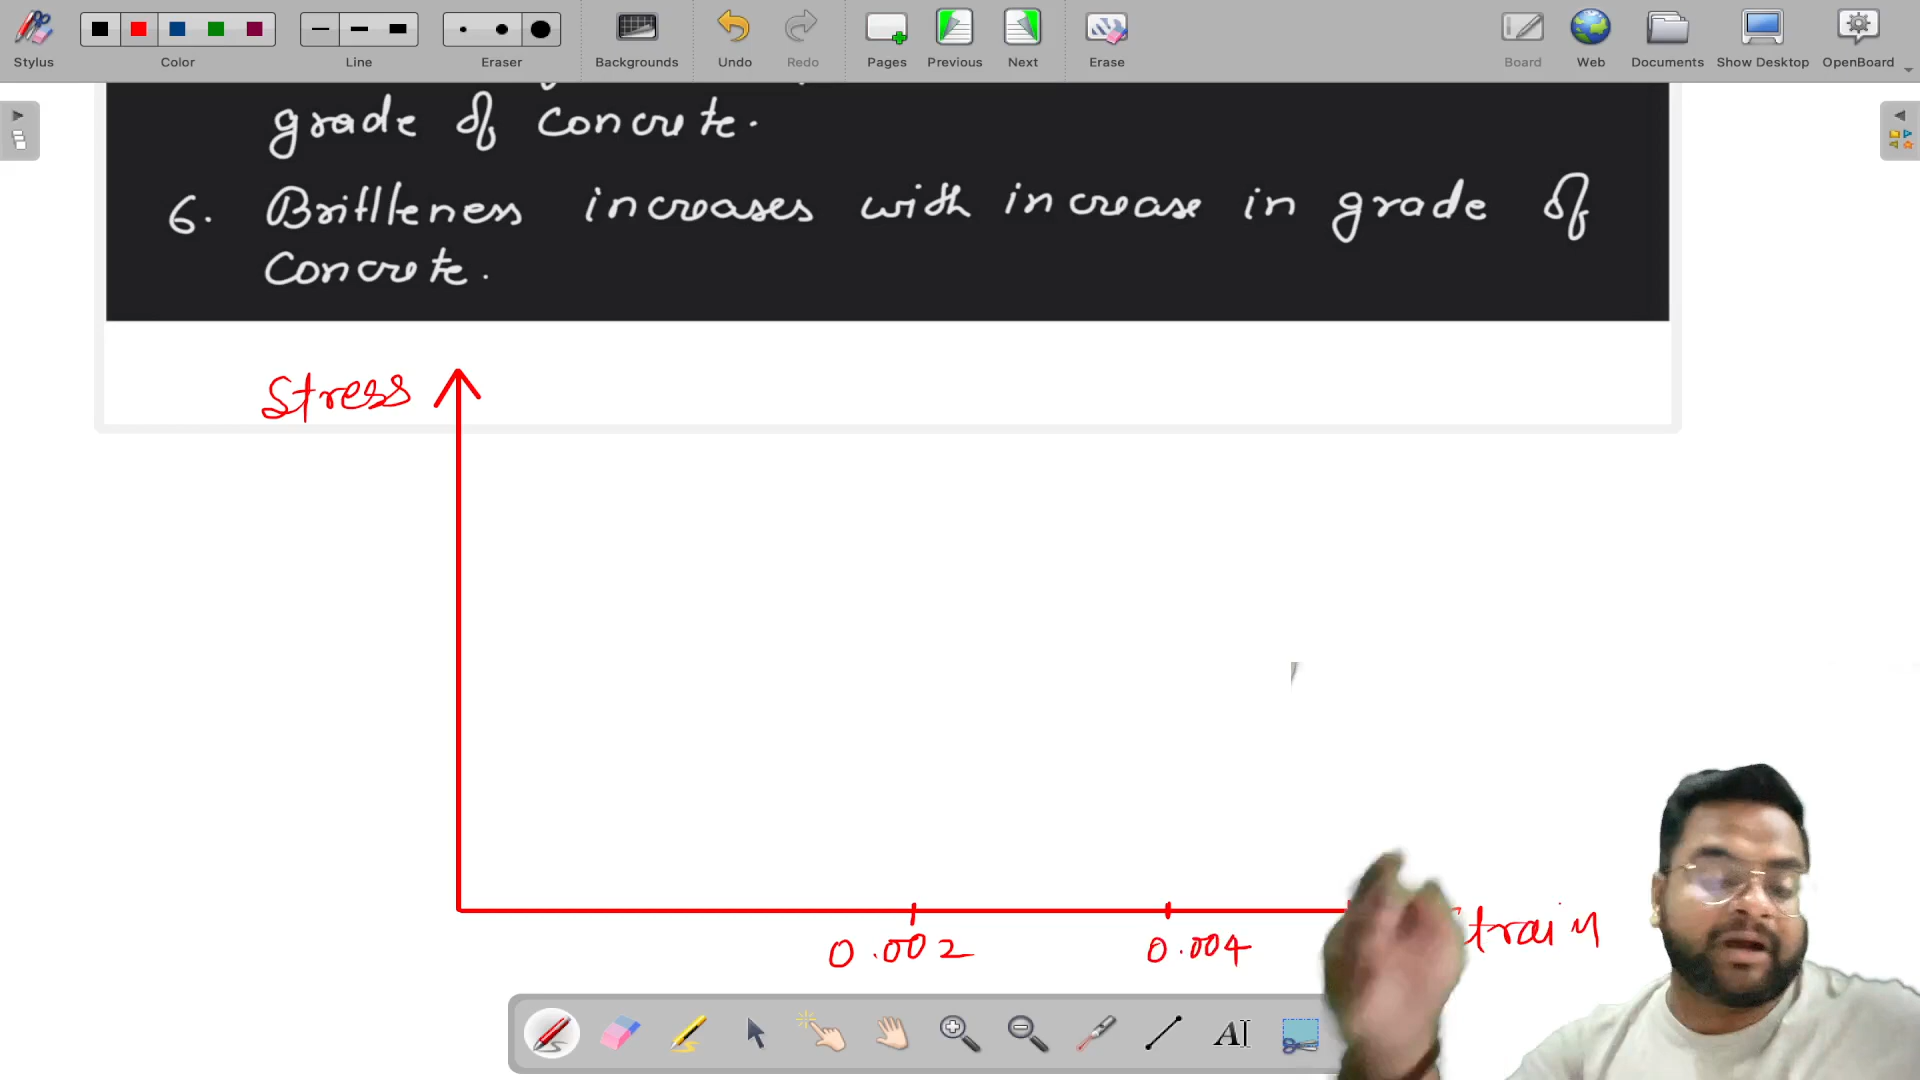 Stylus
Color
Line
Eraser
Backgrounds
Undo
Redo
Pages
Previous
Next
Erase
Board
Web
Documents
Show Desktop
OpenBoard
grade of concrete.
6. Brittleness increases with increase in grade of
concrete.
Stress
0.002
0.004
AI